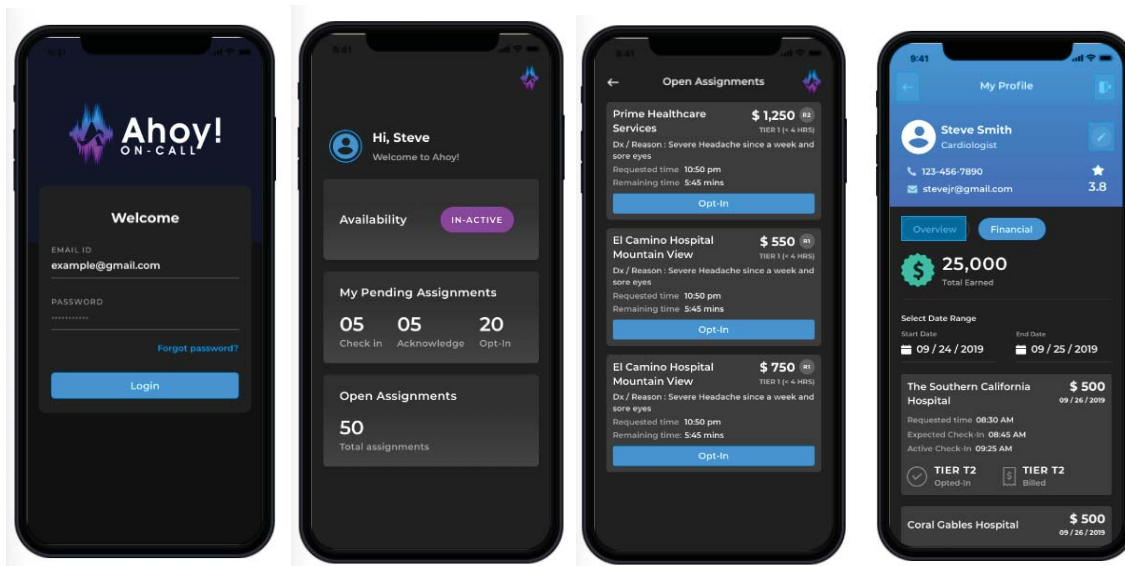 9:41
Ahoy!
ON-CALL
Welcome
EMAIL ID
example@gmail.com
PASSWORD
Forgot password?
Login
9:41
Hi, Steve
Welcome to Ahoy!
Availability
IN-ACTIVE
My Pending Assignments
05 05 20
Check in Acknowledge Opt-In
Open Assignments
50
Total assignments
9:41
← Open Assignments
Prime Healthcare $ 1,250 R2
Services TIER 1 (< 4 HRS)
Dx / Reason : Severe Headache since a week and
sore eyes
Requested time 10:50 pm
Remaining time 5:45 mins
Opt-In
El Camino Hospital $ 550 R1
Mountain View TIER 1 (< 4 HRS)
Dx / Reason : Severe Headache since a week and
sore eyes
Requested time 10:50 pm
Remaining time 5:45 mins
Opt-In
El Camino Hospital $ 750 R1
Mountain View TIER 1 (< 4 HRS)
Dx / Reason : Severe Headache since a week and
sore eyes
Requested time 10:50 pm
Remaining time: 5:45 mins
Opt-In
9:41
My Profile
Steve Smith
Cardiologist
123-456-7890
stevejr@gmail.com 3.8
Overview Financial
$ 25,000
Total Earned
Select Date Range
Start Date End Date
09 / 24 / 2019 09 / 25 / 2019
The Southern California $ 500
Hospital 09 / 26 / 2019
Requested time 08:30 AM
Expected Check-In 08:45 AM
Active Check-In 09:25 AM
TIER T2 $ TIER T2
Opted-In Billed
Coral Gables Hospital $ 500
09 / 26 / 2019